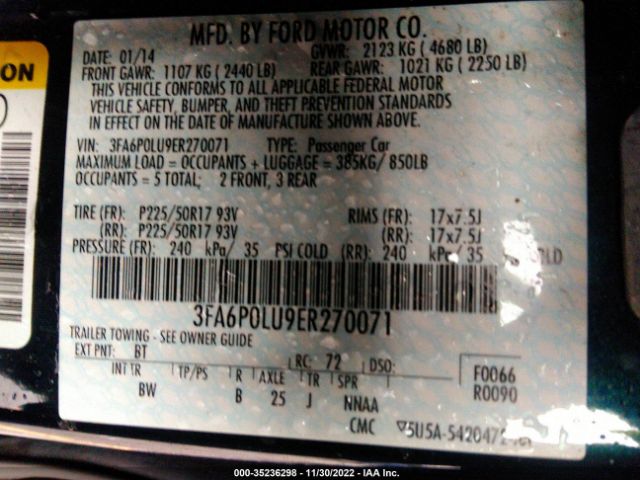 MFD. BY FORD MOTOR CO.
DATE: 01/14 GVWR: 2123 KG ( 4680 LB)
FRONT GAWR: 1107 KG ( 2440 LB) REAR GAWR: 1021 KG ( 2250 LB)
THIS VEHICLE CONFORMS TO ALL APPLICABLE FEDERAL MOTOR
VEHICLE SAFETY, BUMPER, AND THEFT PREVENTION STANDARDS
IN EFFECT ON THE DATE OF MANUFACTURE SHOWN ABOVE.
VIN: 3FA6P0LU9ER270071 TYPE: Passenger Car
MAXIMUM LOAD = OCCUPANTS + LUGGAGE = 385KG/ 850LB
OCCUPANTS = 5 TOTAL; 2 FRONT, 3 REAR
TIRE (FR): P225/50R17 93V RIMS (FR): 17x7.5J
(RR): P225/50R17 93V (RR): 17x7.5J
PRESSURE (FR): 240 kPa/ 35 PSI COLD (RR): 240 kPa/ 35
3FA6P0LU9ER270071
TRAILER TOWING - SEE OWNER GUIDE
EXT PNT: BT RC: 72 DSO: F0066
INT TR TP/PS R AXLE TR SPR R0090
BW B 25 J NNAA
CMC
000-35236298 - 11/30/2022 - IAA Inc.